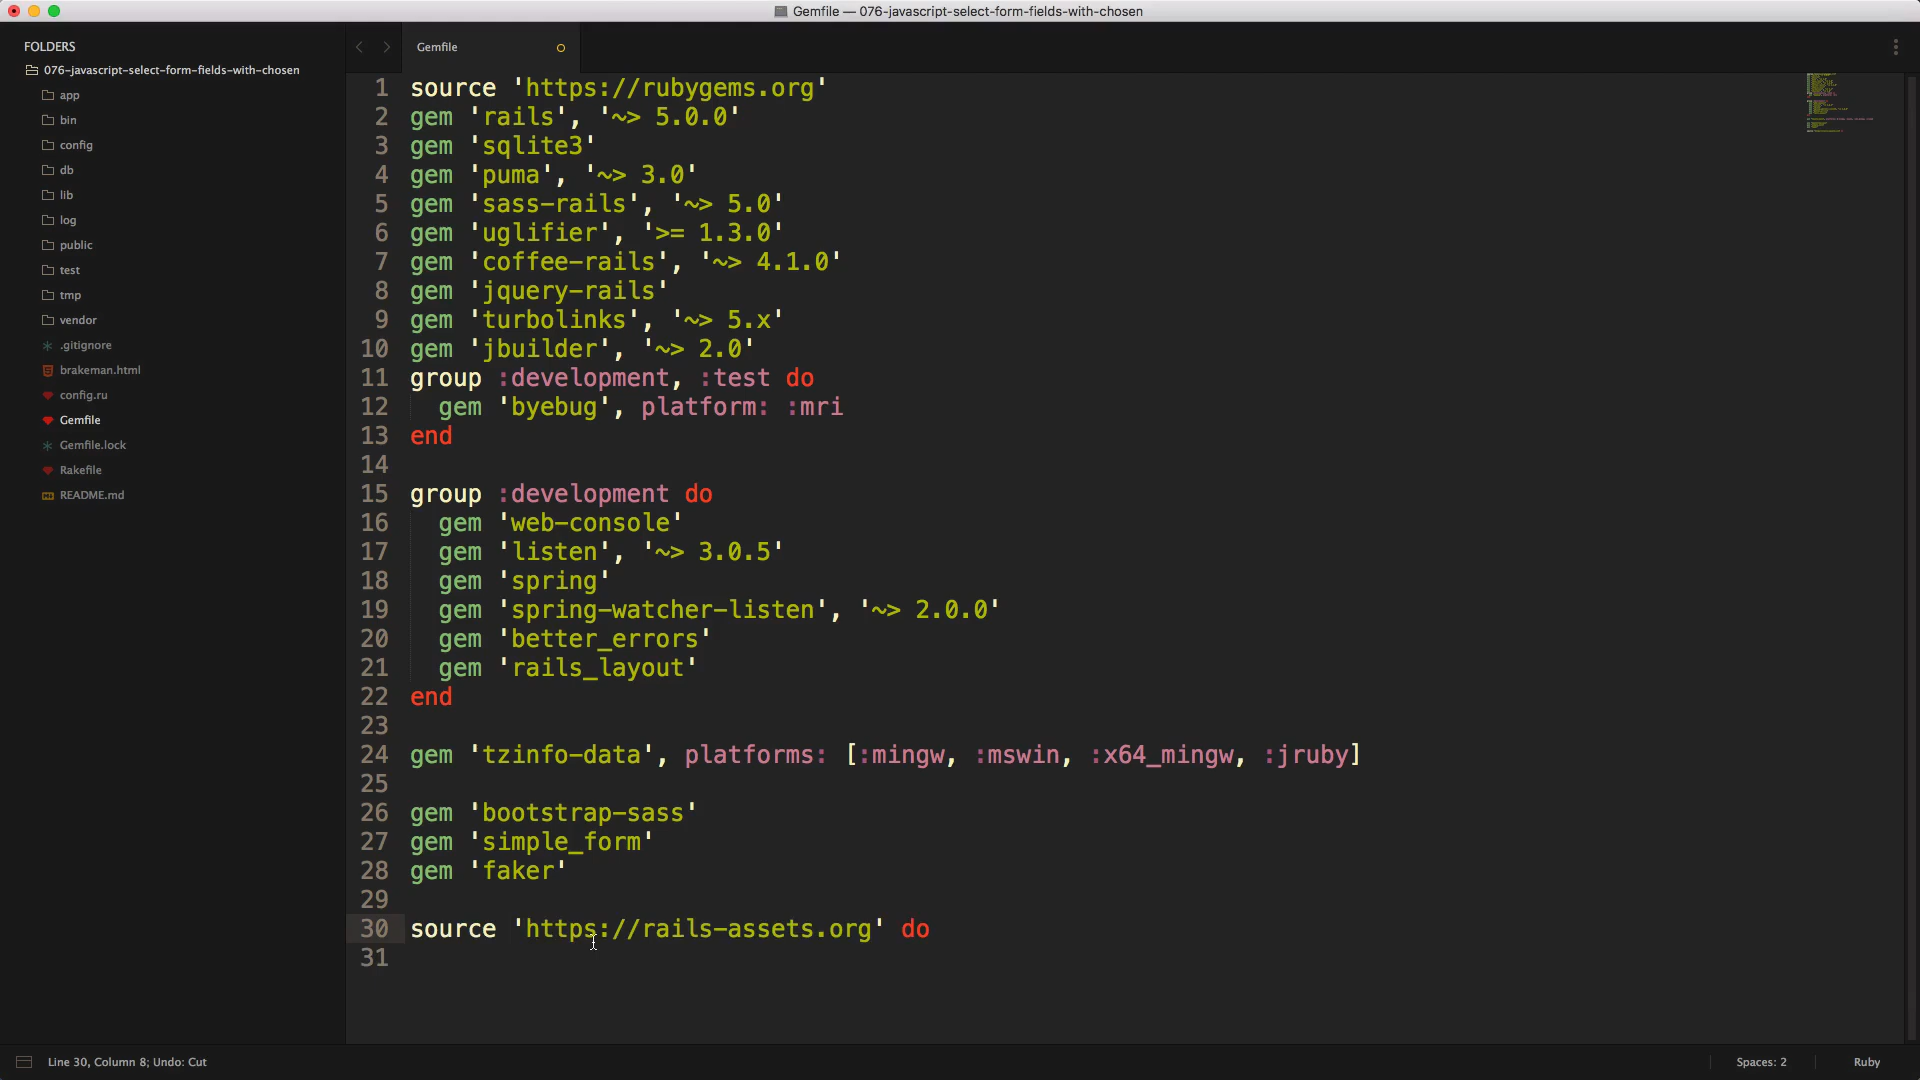 Gemfile — 076-javascript-select-form-fields-with-chosen
FOLDERS
076-javascript-select-form-fields-with-chosen
app
bin
config
db
lib
log
public
test
tmp
vendor
.gitignore
brakeman.html
config.ru
Gemfile
Gemfile.lock
Rakefile
README.md
Gemfile
1 source 'https://rubygems.org'
2 gem 'rails', '~> 5.0.0'
3 gem 'sqlite3'
4 gem 'puma', '~> 3.0'
5 gem 'sass-rails', '~> 5.0'
6 gem 'uglifier', '>= 1.3.0'
7 gem 'coffee-rails', '~> 4.1.0'
8 gem 'jquery-rails'
9 gem 'turbolinks', '~> 5.x'
10 gem 'jbuilder', '~> 2.0'
11 group :development, :test do
12 gem 'byebug', platform: :mri
13 end
14
15 group :development do
16 gem 'web-console'
17 gem 'listen', '~> 3.0.5'
18 gem 'spring'
19 gem 'spring-watcher-listen', '~> 2.0.0'
20 gem 'better_errors'
21 gem 'rails_layout'
22 end
23
24 gem 'tzinfo-data', platforms: [:mingw, :mswin, :x64_mingw, :jruby]
25
26 gem 'bootstrap-sass'
27 gem 'simple_form'
28 gem 'faker'
29
30 source 'https://rails-assets.org' do
31
Line 30, Column 8; Undo: Cut
Spaces: 2
Ruby